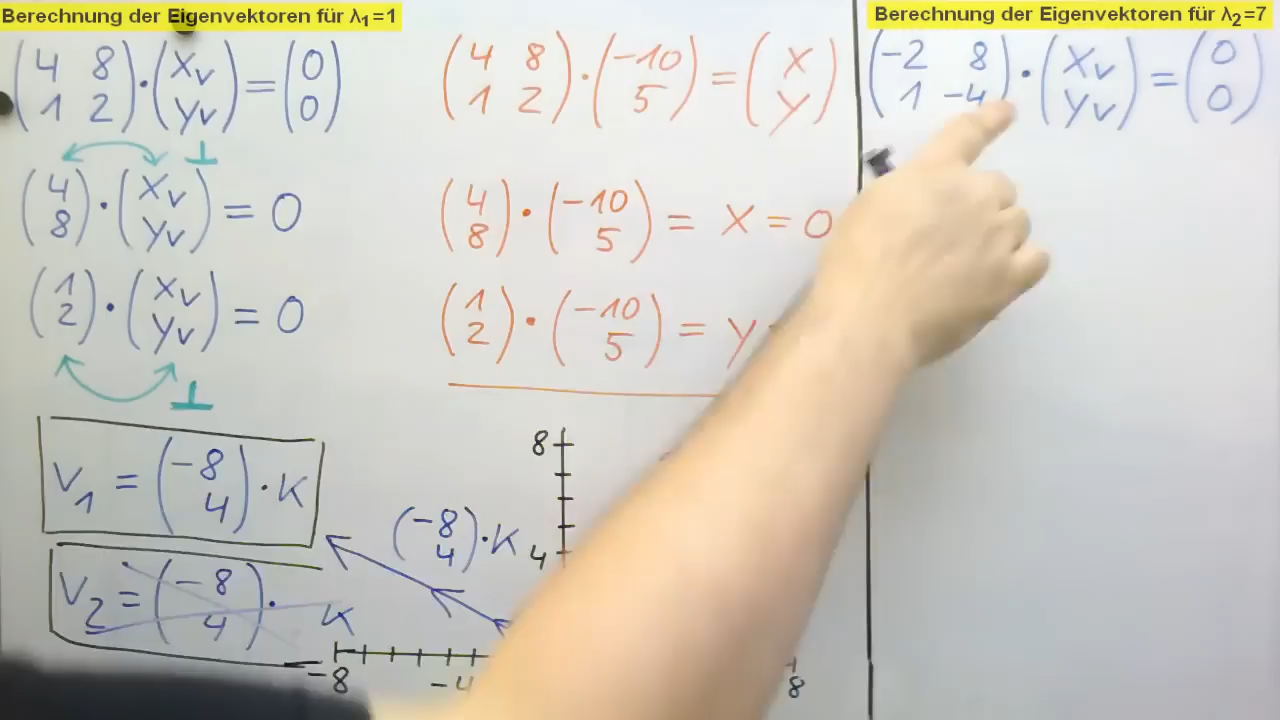 Berechnung der Eigenvektoren für λ₁=1
(4 8
1 2) · (Xv
Yv) = (0
0)
⊥
(4
8) · (Xv
Yv) = 0
(1
2) · (Xv
Yv) = 0
⊥
V₁ = (-8
4) · K
V₂ = (-8
4) · K
(4 8
1 2) · (-10
5) = (X
Y)
(4
8) · (-10
5) = X = 0
(1
2) · (-10
5) = Y
(-8
4) · K
8
4
-8 -4 8
Berechnung der Eigenvektoren für λ₂=7
(-2 8
1 -4) · (Xv
Yv) = (0
0)